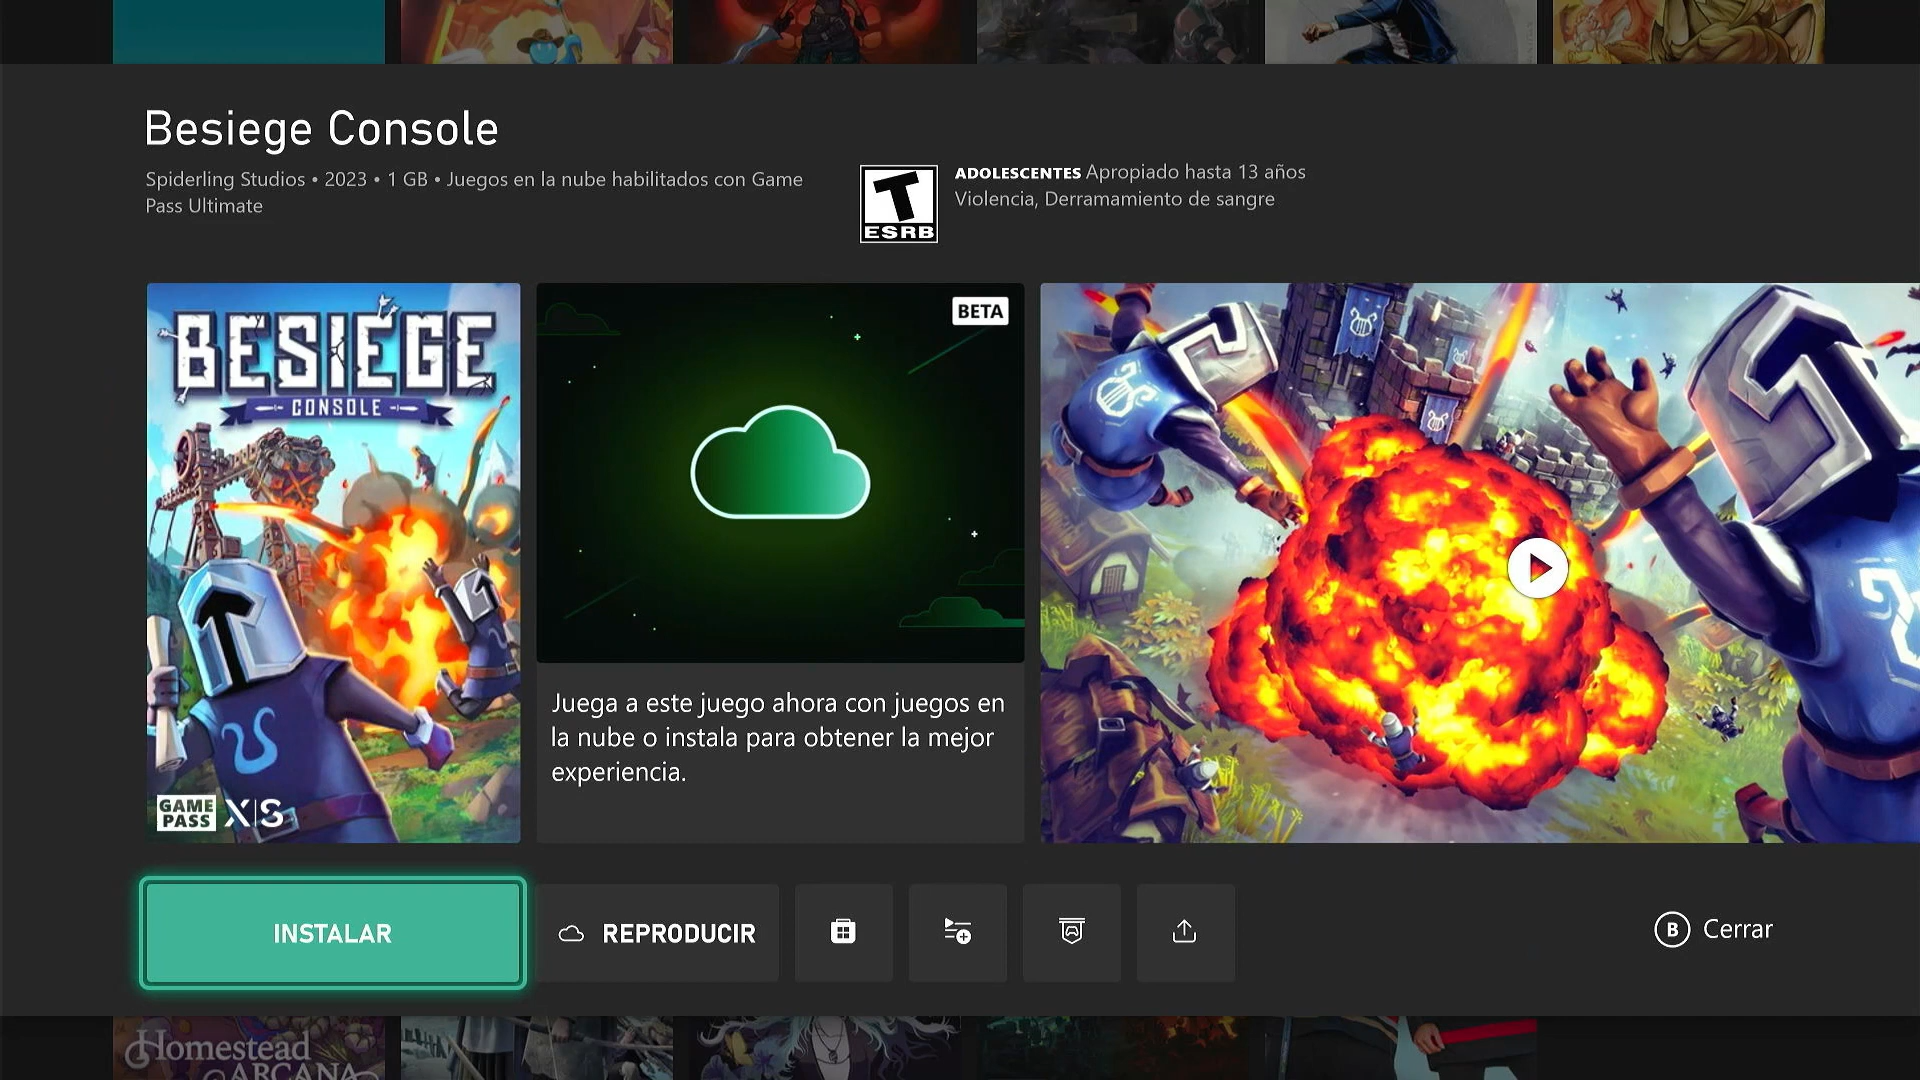 Besiege Console
Spiderling Studios • 2023 • 1 GB • Juegos en la nube habilitados con Game
Pass Ultimate
T
ESRB
ADOLESCENTES Apropiado hasta 13 años
Violencia, Derramamiento de sangre
BESIEGE
CONSOLE
GAME
PASS
X|S
BETA
Juega a este juego ahora con juegos en
la nube o instala para obtener la mejor
experiencia.
INSTALAR
REPRODUCIR
B Cerrar
Homestead
ARCANA